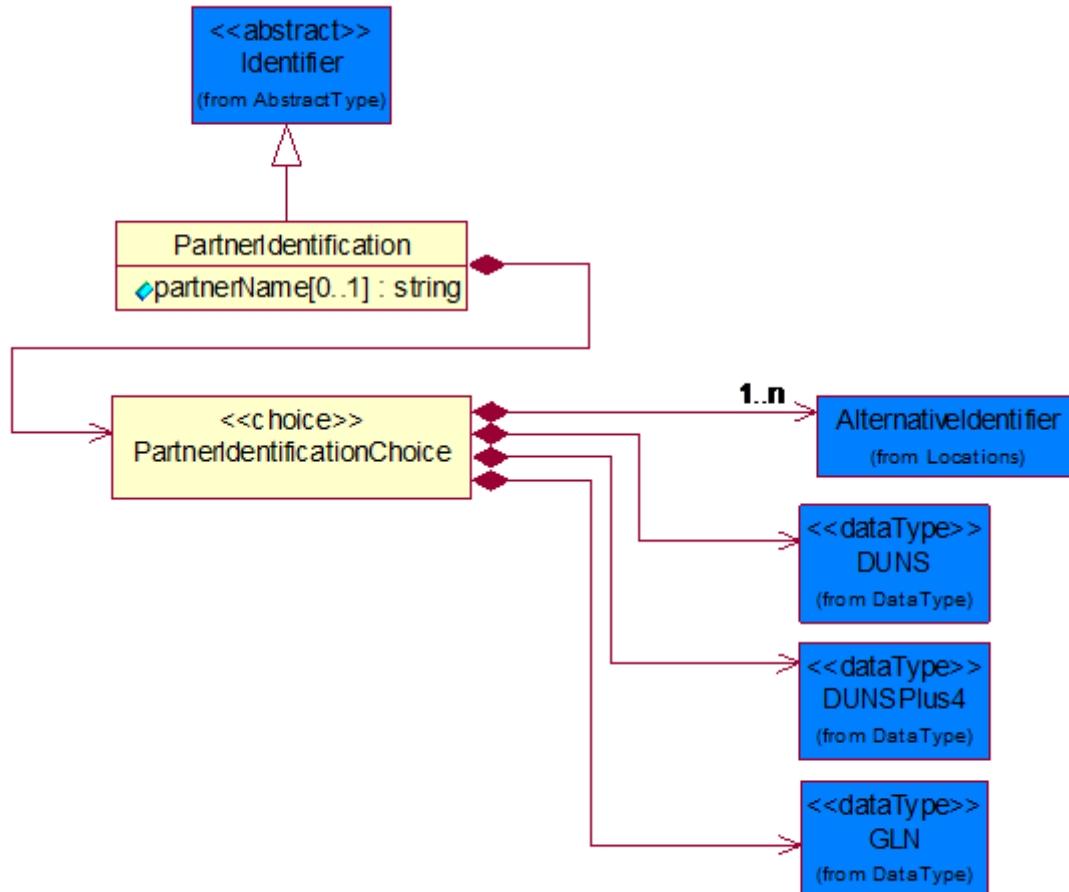 <<abstract>>
Identifier
(from AbstractType)
PartnerIdentification
partnerName[0..1] : string
<<choice>>
PartnerIdentificationChoice
1..n
AlternativeIdentifier
(from Locations)
<<dataType>>
DUNS
(from DataType)
<<dataType>>
DUNSPlus4
(from DataType)
<<dataType>>
GLN
(from DataType)